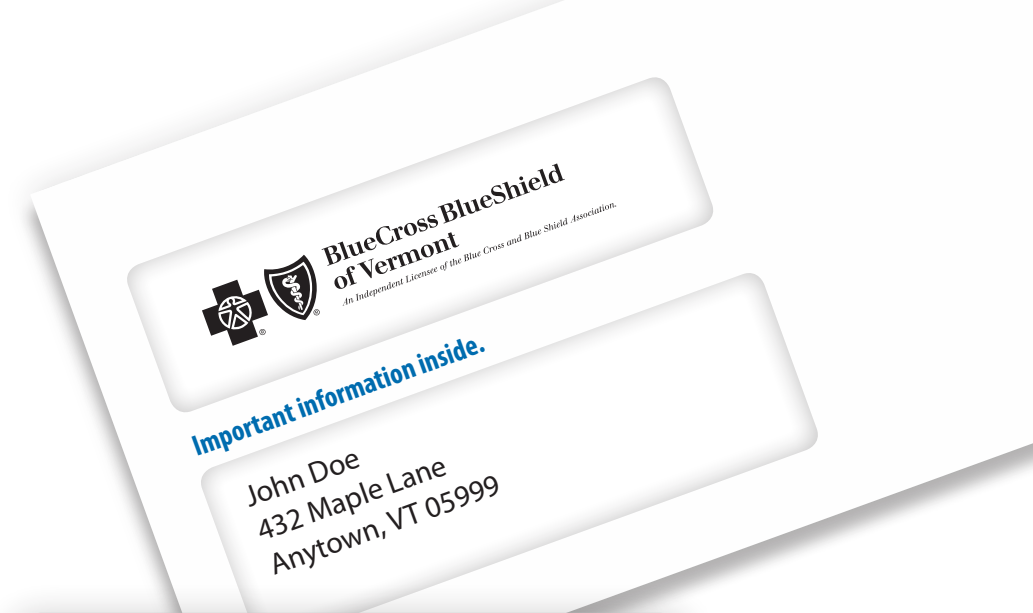 BlueCross BlueShield
of Vermont
An Independent Licensee of the Blue Cross and Blue Shield Association.
® ®
Important information inside.
John Doe
432 Maple Lane
Anytown, VT 05999